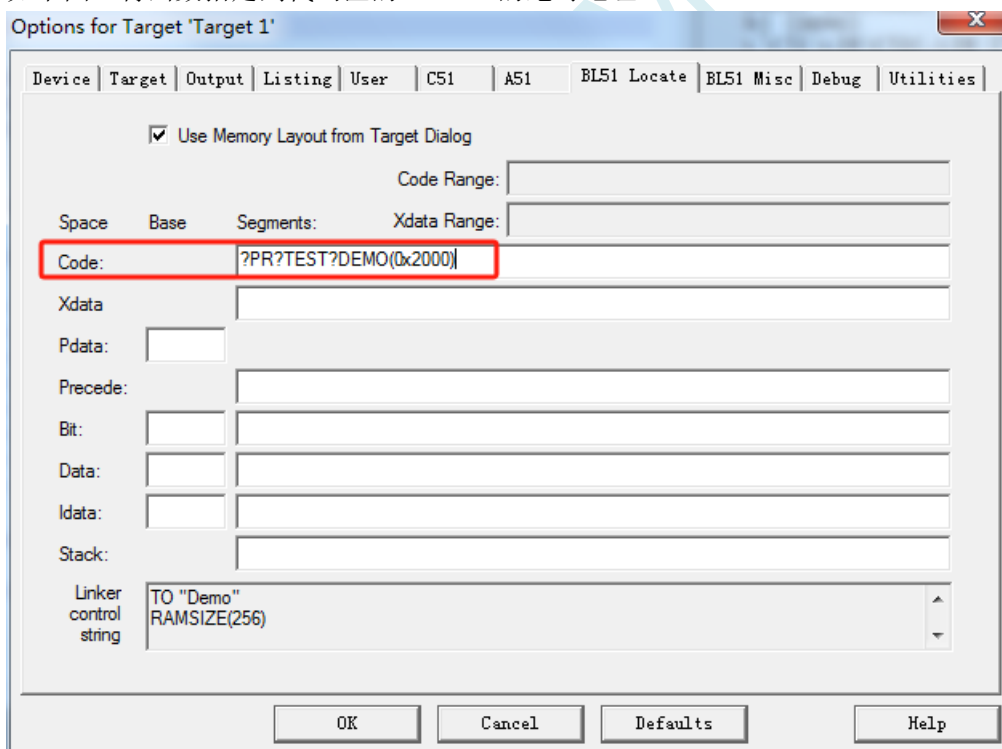 Options for Target 'Target 1'
Device Target Output Listing User C51 A51 BL51 Locate BL51 Misc Debug Utilities
Use Memory Layout from Target Dialog
Code Range:
Space Base Segments: Xdata Range:
Code: ?PR?TEST?DEMO(0x2000)
Xdata
Pdata:
Precede:
Bit:
Data:
Idata:
Stack:
Linker control string
TO "Demo"
RAMSIZE(256)
OK Cancel Defaults Help